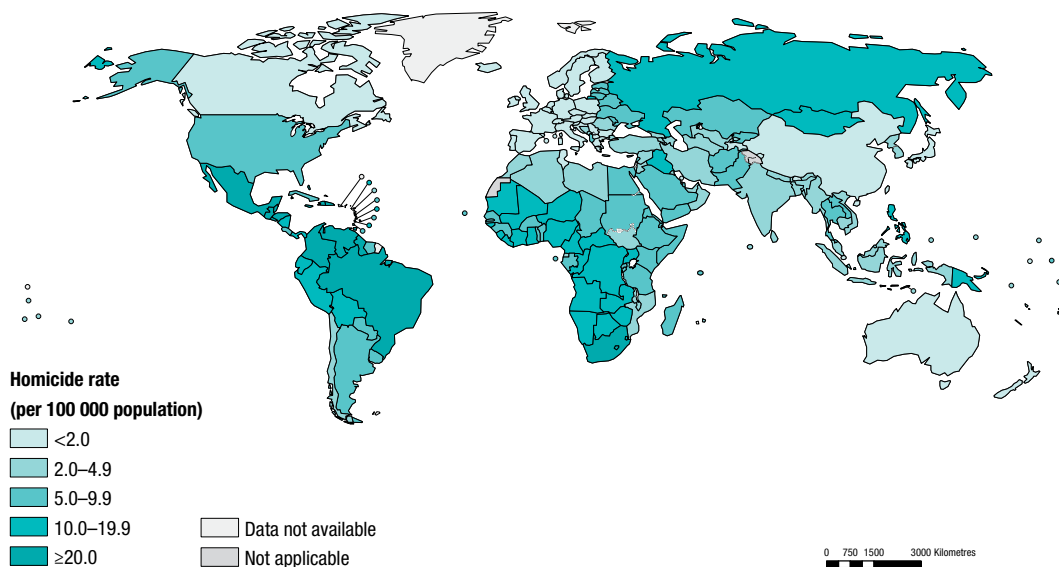 Homicide rate
(per 100 000 population)
<2.0
2.0–4.9
5.0–9.9
10.0–19.9
≥20.0
Data not available
Not applicable
0 750 1500 3000 Kilometres